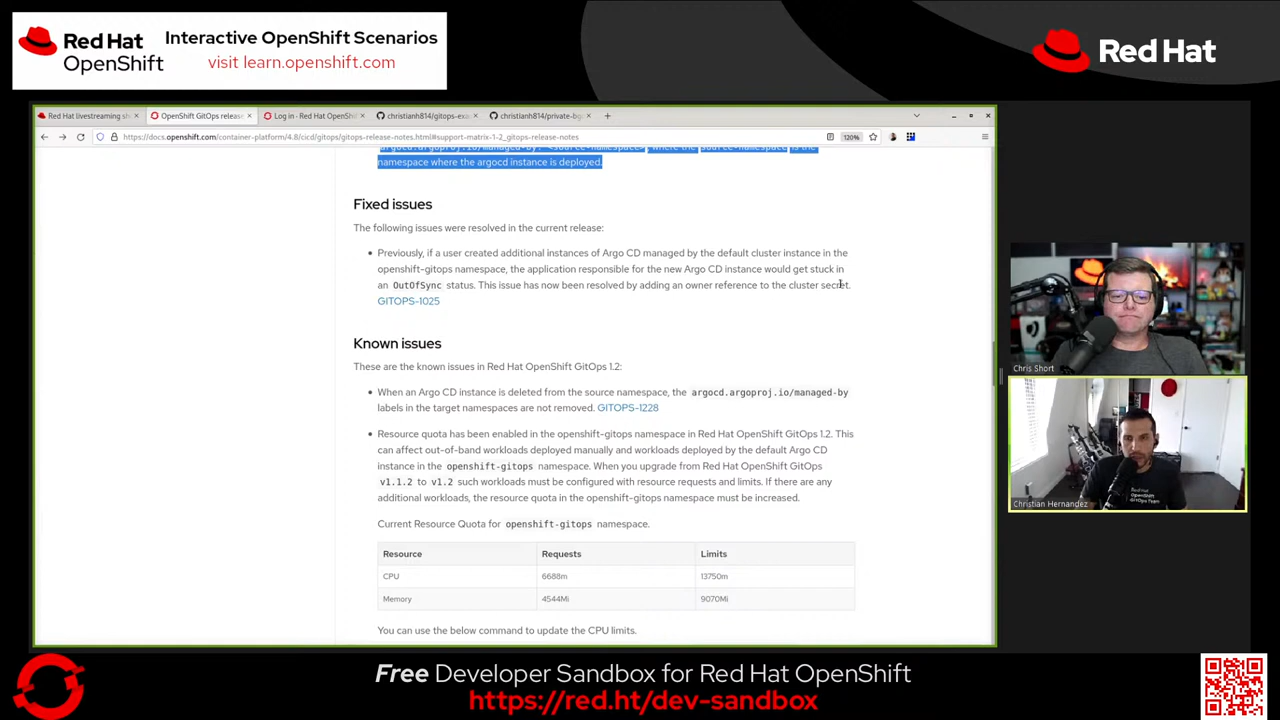 Red Hat
OpenShift
Interactive OpenShift Scenarios
visit learn.openshift.com
Red Hat
Red Hat livestreaming sh
OpenShift GitOps release
Log in - Red Hat OpenShi
christianh814/gitops-exa
christianh814/private-bg
https://docs.openshift.com/container-platform/4.8/cicd/gitops/gitops-release-notes.html#support-matrix-1-2_gitops-release-notes
120%
namespace where the argocd instance is deployed.
Fixed issues
The following issues were resolved in the current release:
Previously, if a user created additional instances of Argo CD managed by the default cluster instance in the
openshift-gitops namespace, the application responsible for the new Argo CD instance would get stuck in
an OutOfSync status. This issue has now been resolved by adding an owner reference to the cluster secret.
GITOPS-1025
Known issues
These are the known issues in Red Hat OpenShift GitOps 1.2:
When an Argo CD instance is deleted from the source namespace, the argocd.argoproj.io/managed-by
labels in the target namespaces are not removed. GITOPS-1228
Resource quota has been enabled in the openshift-gitops namespace in Red Hat OpenShift GitOps 1.2. This
can affect out-of-band workloads deployed manually and workloads deployed by the default Argo CD
instance in the openshift-gitops namespace. When you upgrade from Red Hat OpenShift GitOps
v1.1.2 to v1.2 such workloads must be configured with resource requests and limits. If there are any
additional workloads, the resource quota in the openshift-gitops namespace must be increased.
Current Resource Quota for openshift-gitops namespace.
Resource Requests Limits
CPU 6688m 13750m
Memory 4544Mi 9070Mi
You can use the below command to update the CPU limits.
Chris Short
Red Hat
OpenShift
GitOps Team
Christian Hernandez
Free Developer Sandbox for Red Hat OpenShift
https://red.ht/dev-sandbox